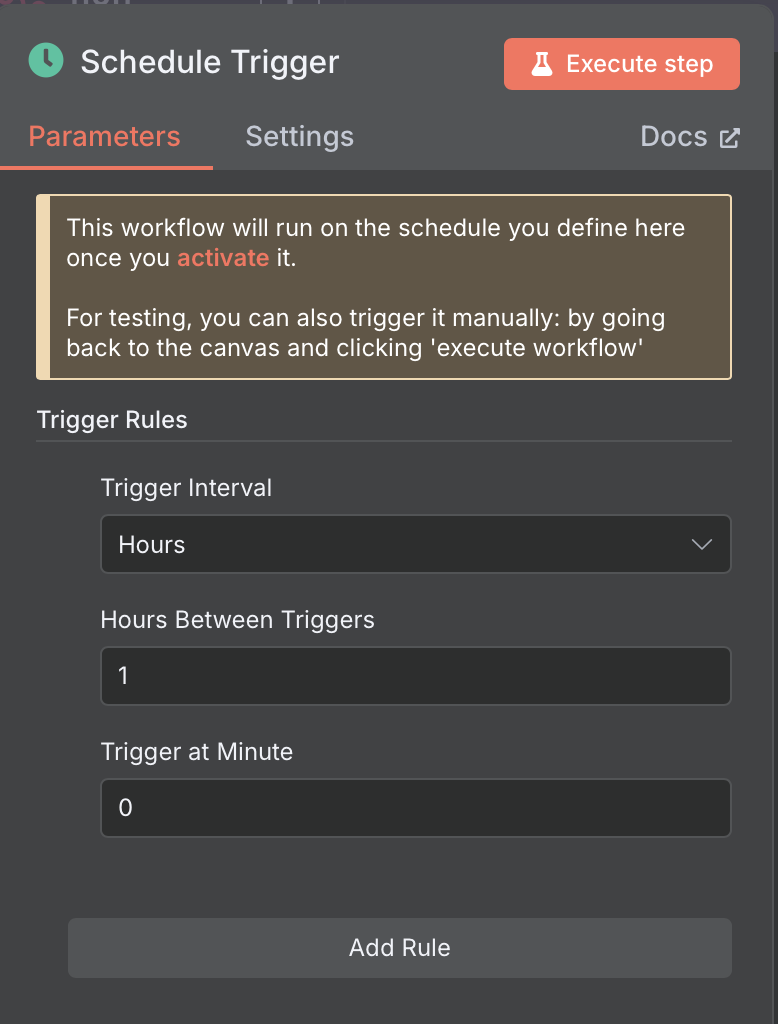 Schedule Trigger
Execute step
Parameters
Settings
Docs
This workflow will run on the schedule you define here
once you activate it.
For testing, you can also trigger it manually: by going
back to the canvas and clicking 'execute workflow'
Trigger Rules
Trigger Interval
Hours
Hours Between Triggers
1
Trigger at Minute
0
Add Rule